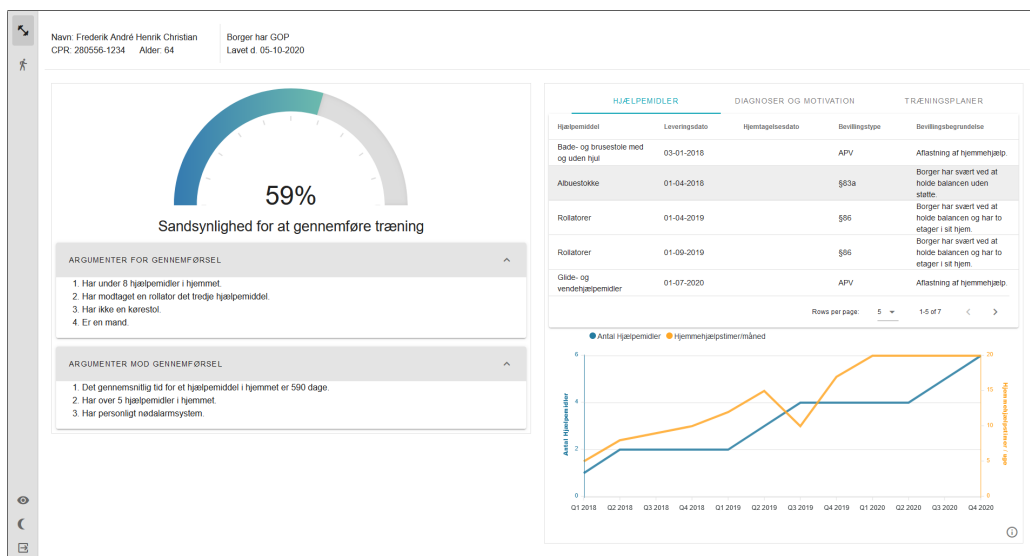 Navn: Frederik André Henrik Christian
CPR: 280556-1234 Alder: 64
Borger har GOP
Lavet d. 05-10-2020
59%
Sandsynlighed for at gennemføre træning
ARGUMENTER FOR GENNEMFØRSEL
1. Har under 8 hjælpemidler i hjemmet.
2. Har modtaget en rollator det tredje hjælpemiddel.
3. Har ikke en kørestol.
4. Er en mand.
ARGUMENTER MOD GENNEMFØRSEL
1. Det gennemsnitlig tid for et hjælpemiddel i hjemmet er 590 dage.
2. Har over 5 hjælpemidler i hjemmet.
3. Har personligt nødalarmsystem.
HJÆLPEMIDLER DIAGNOSER OG MOTIVATION TRÆNINGSPLANER
Hjælpemiddel Leveringsdato Hjemtagelsesdato Bevillingstype Bevillingsbegrundelse
Bade- og brusestole med
og uden hjul
03-01-2018 APV Aflastning af hjemmehjælp.
Albuestokke 01-04-2018 §83a
Borger har svært ved at
holde balancen uden
støtte.
Rollatorer 01-04-2019 §86
Borger har svært ved at
holde balancen og har to
etager i sit hjem.
Rollatorer 01-09-2019 §86
Borger har svært ved at
holde balancen og har to
etager i sit hjem.
Glide- og
vendehjælpemidler
01-07-2020 APV Aflastning af hjemmehjælp.
Rows per page: 5 1-5 of 7
Antal Hjælpemidler Hjemmehjælpstimer/måned
Antal Hjælpemidler
6
4
2
0
20
15
10
5
0
Hjemmehjælpstimer / uge
Q1 2018 Q2 2018 Q3 2018 Q4 2018 Q1 2019 Q2 2019 Q3 2019 Q4 2019 Q1 2020 Q2 2020 Q3 2020 Q4 2020